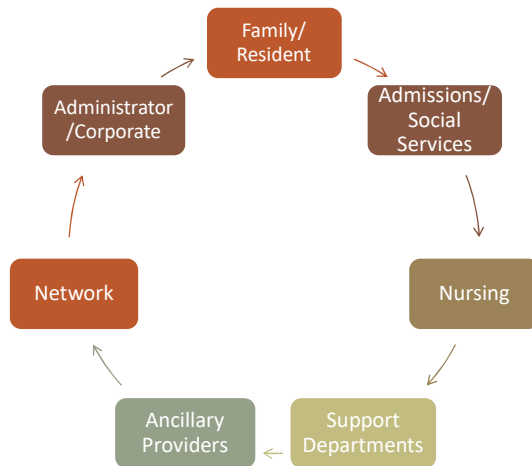 Family/
Resident
Admissions/
Social
Services
Nursing
Support
Departments
Ancillary
Providers
Network
Administrator
/Corporate